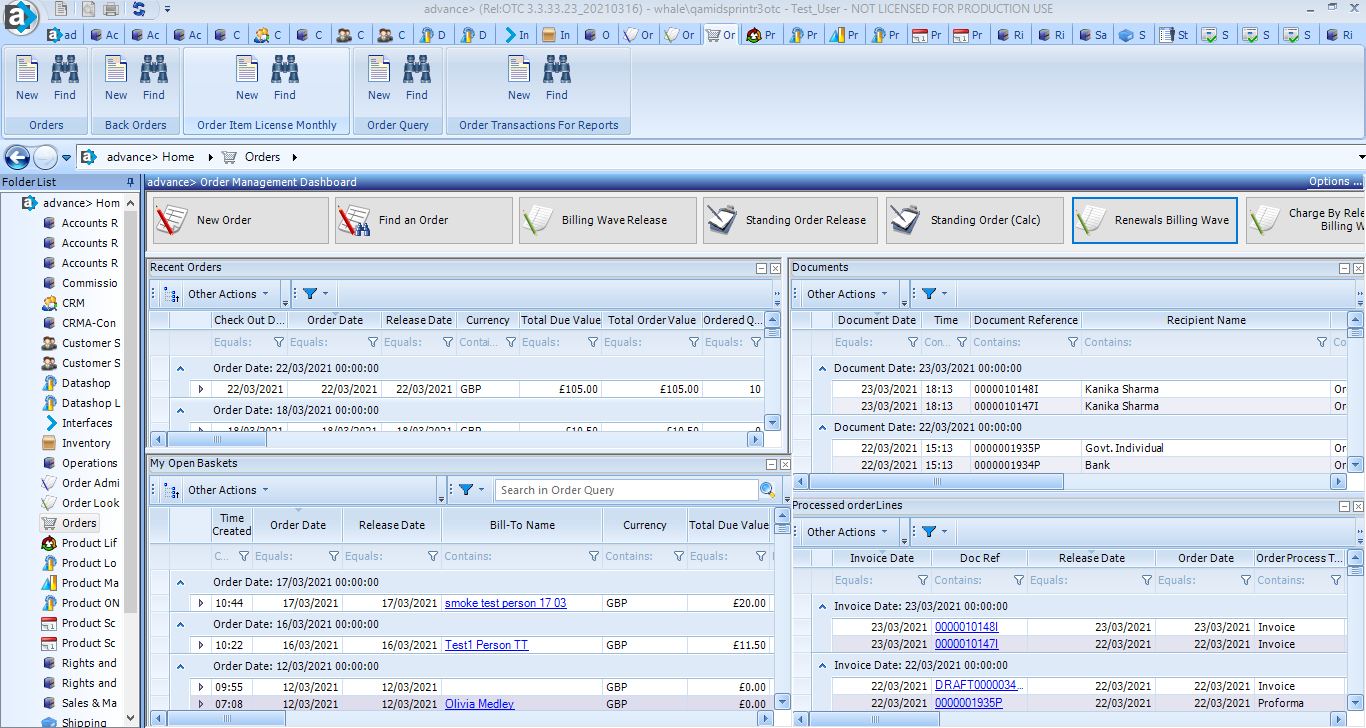 advance> (Rel:OTC 3.3.33.23_20210316) - whale\qamidsprintr3otc - Test_User - NOT LICENSED FOR PRODUCTION USE
ad Ac Ac Ac C C C C C D D In In O Or Or Or Pr Pr Pr Pr Pr Pr Ri Ri Sa S St S S S Ri
New Find New Find New Find New Find New Find
Orders Back Orders Order Item License Monthly Order Query Order Transactions For Reports
advance> Home Orders
Folder List
advance> Hom
Accounts R
Accounts R
Accounts R
Commissio
CRM
CRMA-Con
Customer S
Customer S
Datashop
Datashop L
Interfaces
Inventory
Operations
Order Admi
Order Look
Orders
Product Lif
Product Lo
Product Ma
Product ON
Product Sc
Product Sc
Rights and
Rights and
Sales & Ma
Shipping
advance> Order Management Dashboard Options ...
New Order Find an Order Billing Wave Release Standing Order Release Standing Order (Calc) Renewals Billing Wave Charge By Rele
Billing W
Recent Orders
Other Actions
Check Out D... Order Date Release Date Currency Total Due Value Total Order Value Ordered Q...
Equals: Equals: Equals: Contai... Equals: Equals: Equals:
Order Date: 22/03/2021 00:00:00
22/03/2021 22/03/2021 22/03/2021 GBP £105.00 £105.00 10
Order Date: 18/03/2021 00:00:00
18/03/2021 18/03/2021 18/03/2021 GBP £10.50 £10.50
My Open Baskets
Other Actions Search in Order Query
Time Created Order Date Release Date Bill-To Name Currency Total Due Value
C... Equals: Equals: Contains: Contains: Equals:
Order Date: 17/03/2021 00:00:00
10:44 17/03/2021 17/03/2021 smoke test person 17 03 GBP £20.00
Order Date: 16/03/2021 00:00:00
10:22 16/03/2021 16/03/2021 Test1 Person TT GBP £11.50
Order Date: 12/03/2021 00:00:00
09:55 12/03/2021 12/03/2021 GBP £0.00
07:08 12/03/2021 12/03/2021 Olivia Medley GBP £0.00
Documents
Other Actions
Document Date Time Document Reference Recipient Name
Equals: Con... Contains: Contains: Co
Document Date: 23/03/2021 00:00:00
23/03/2021 18:13 0000010148I Kanika Sharma Or
23/03/2021 18:13 0000010147I Kanika Sharma Or
Document Date: 22/03/2021 00:00:00
22/03/2021 15:13 0000001935P Govt. Individual Or
22/03/2021 15:13 0000001934P Bank Or
Processed orderLines
Other Actions
Invoice Date Doc Ref Release Date Order Date Order Process T...
Equals: Contains: Equals: Equals: Contains:
Invoice Date: 23/03/2021 00:00:00
23/03/2021 0000010148I 23/03/2021 23/03/2021 Invoice
23/03/2021 0000010147I 23/03/2021 23/03/2021 Invoice
Invoice Date: 22/03/2021 00:00:00
22/03/2021 DRAFT0000034... 22/03/2021 22/03/2021 Invoice
22/03/2021 0000001935P 22/03/2021 22/03/2021 Proforma